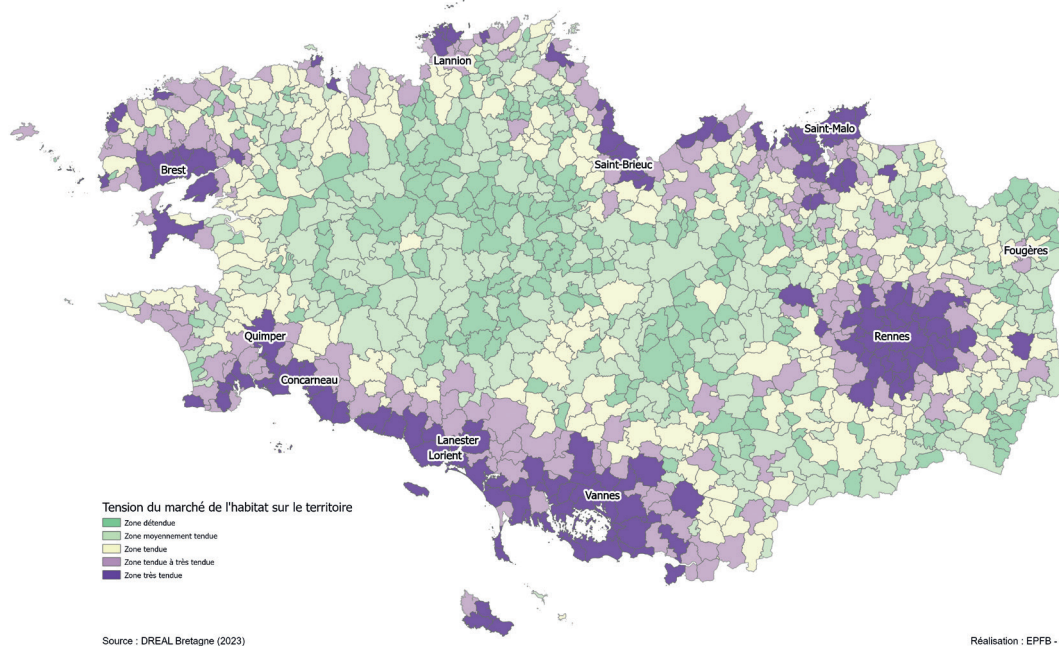 Lannion
Saint-Malo
Brest
Saint-Brieuc
Fougères
Quimper
Rennes
Concarneau
Lanester
Lorient
Vannes
Tension du marché de l'habitat sur le territoire
Zone détendue
Zone moyennement tendue
Zone tendue
Zone tendue à très tendue
Zone très tendue
Source : DREAL Bretagne (2023)
Réalisation : EPFB -